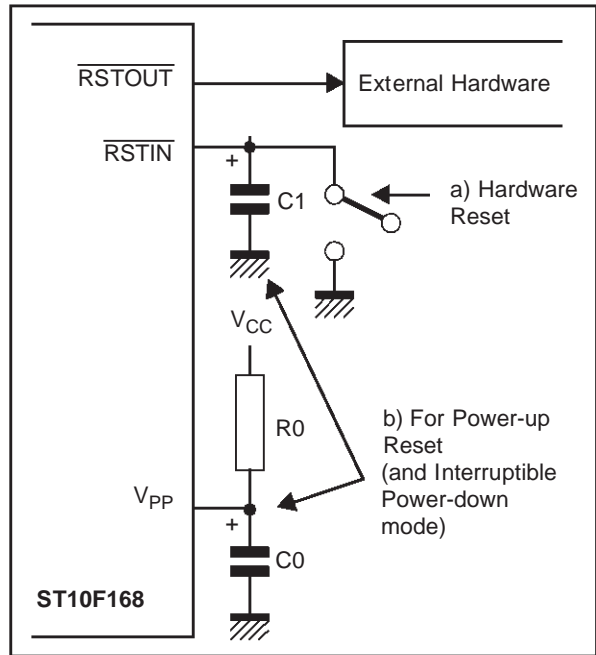 RSTOUT
External Hardware
RSTIN
+
C1
a) Hardware
Reset
VCC
R0
b) For Power-up
Reset
(and Interruptible
Power-down
mode)
VPP
+
C0
ST10F168